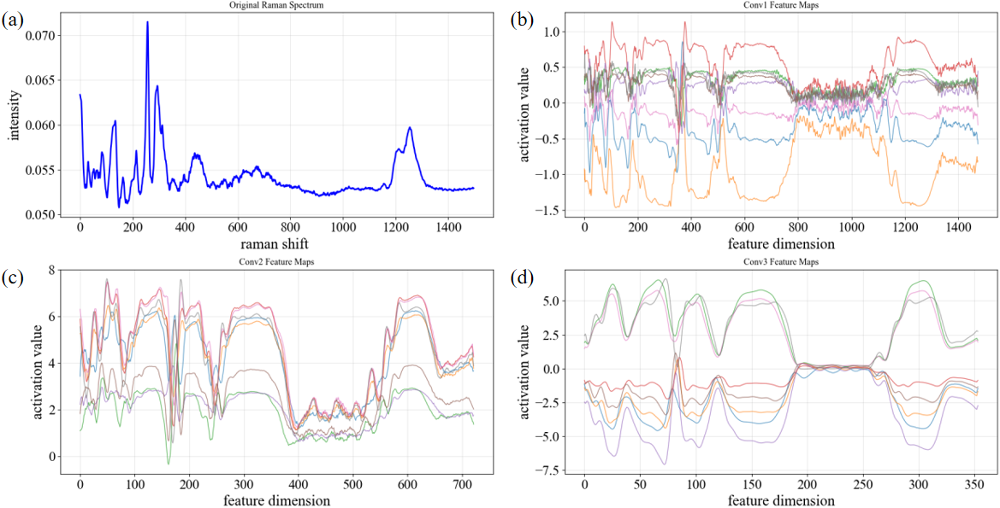 (a)
Original Raman Spectrum
intensity
0.070
0.065
0.060
0.055
0.050
0 200 400 600 800 1000 1200 1400
raman shift
(b)
Conv1 Feature Maps
activation value
1.0
0.5
0.0
−0.5
−1.0
−1.5
0 200 400 600 800 1000 1200 1400
feature dimension
(c)
Conv2 Feature Maps
activation value
8
6
4
2
0
0 100 200 300 400 500 600 700
feature dimension
(d)
Conv3 Feature Maps
activation value
5.0
2.5
0.0
−2.5
−5.0
−7.5
0 50 100 150 200 250 300 350
feature dimension